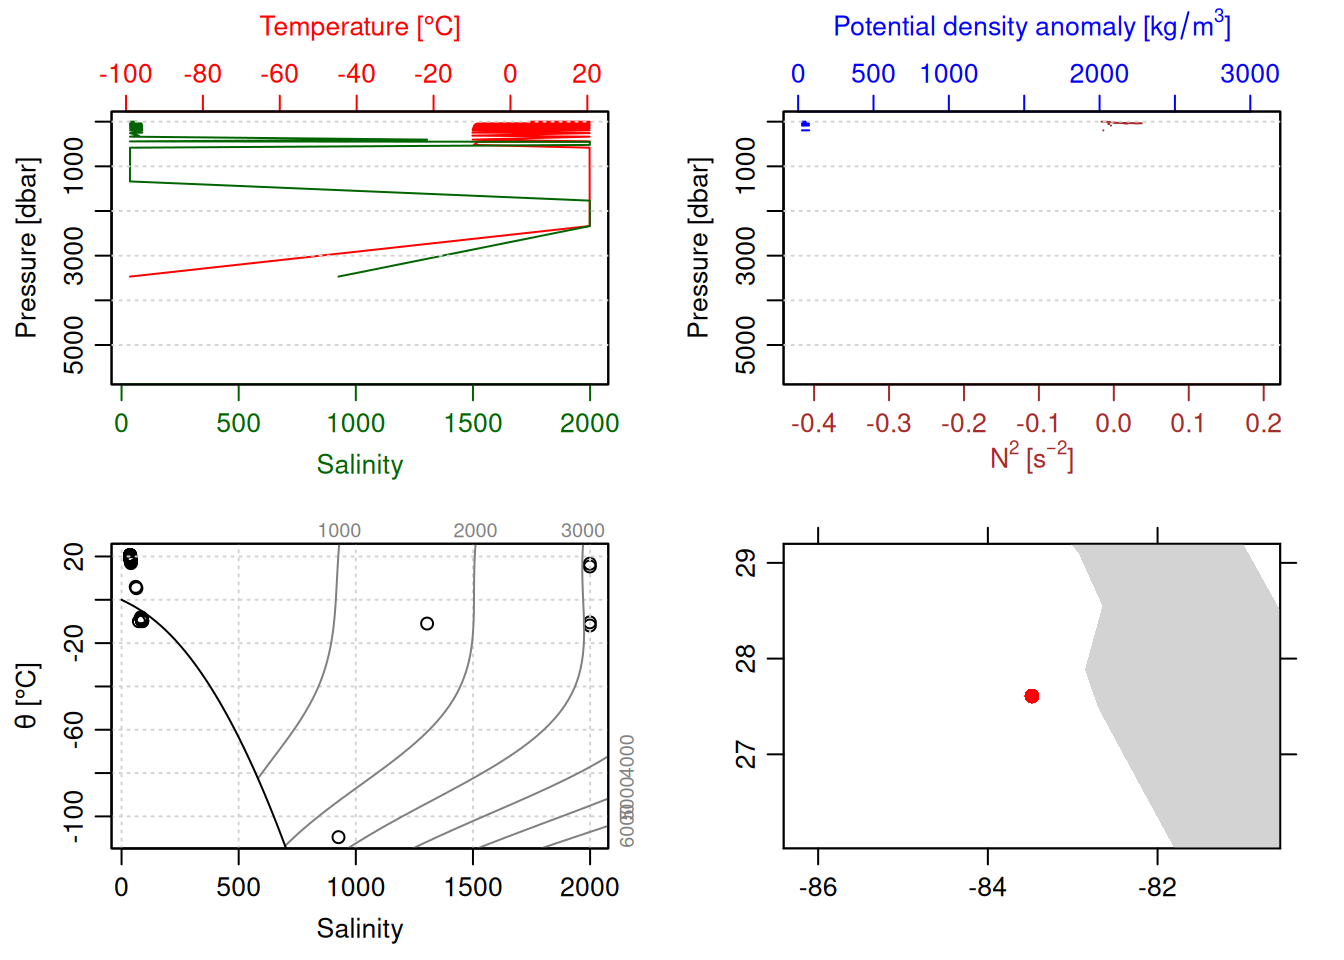 Temperature [°C]
-100 -80 -60 -40 -20 0 20
Pressure [dbar]
1000
3000
5000
0 500 1000 1500 2000
Salinity
Potential density anomaly [kg/m³]
0 500 1000 2000 3000
Pressure [dbar]
1000
3000
5000
-0.4 -0.3 -0.2 -0.1 0.0 0.1 0.2
N² [s⁻²]
1000 2000 3000
θ [°C]
20
-20
-60
-100
4000
5000
6000
0 500 1000 1500 2000
Salinity
29
28
27
-86 -84 -82